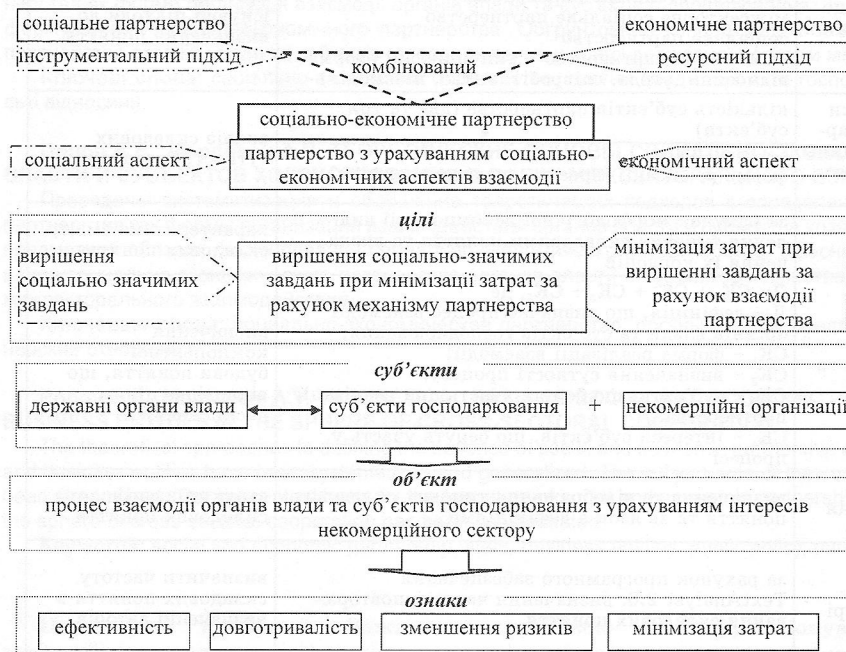 соціальне партнерство
економічне партнерство
інструментальний підхід
комбінований
ресурсний підхід
соціально-економічне партнерство
соціальний аспект
партнерство з урахуванням соціально-
економічних аспектів взаємодії
економічний аспект
цілі
вирішення
соціально значимих
завдань
вирішення соціально-значимих
завдань при мінімізації затрат за
рахунок механізму партнерства
мінімізація затрат при
вирішенні завдань за
рахунок взаємодії
партнерства
суб'єкти
державні органи влади
суб'єкти господарювання
+
некомерційні організації
об'єкт
процес взаємодії органів влади та суб'єктів господарювання з урахуванням інтересів
некомерційного сектору
ознаки
ефективність
довготривалість
зменшення ризиків
мінімізація затрат